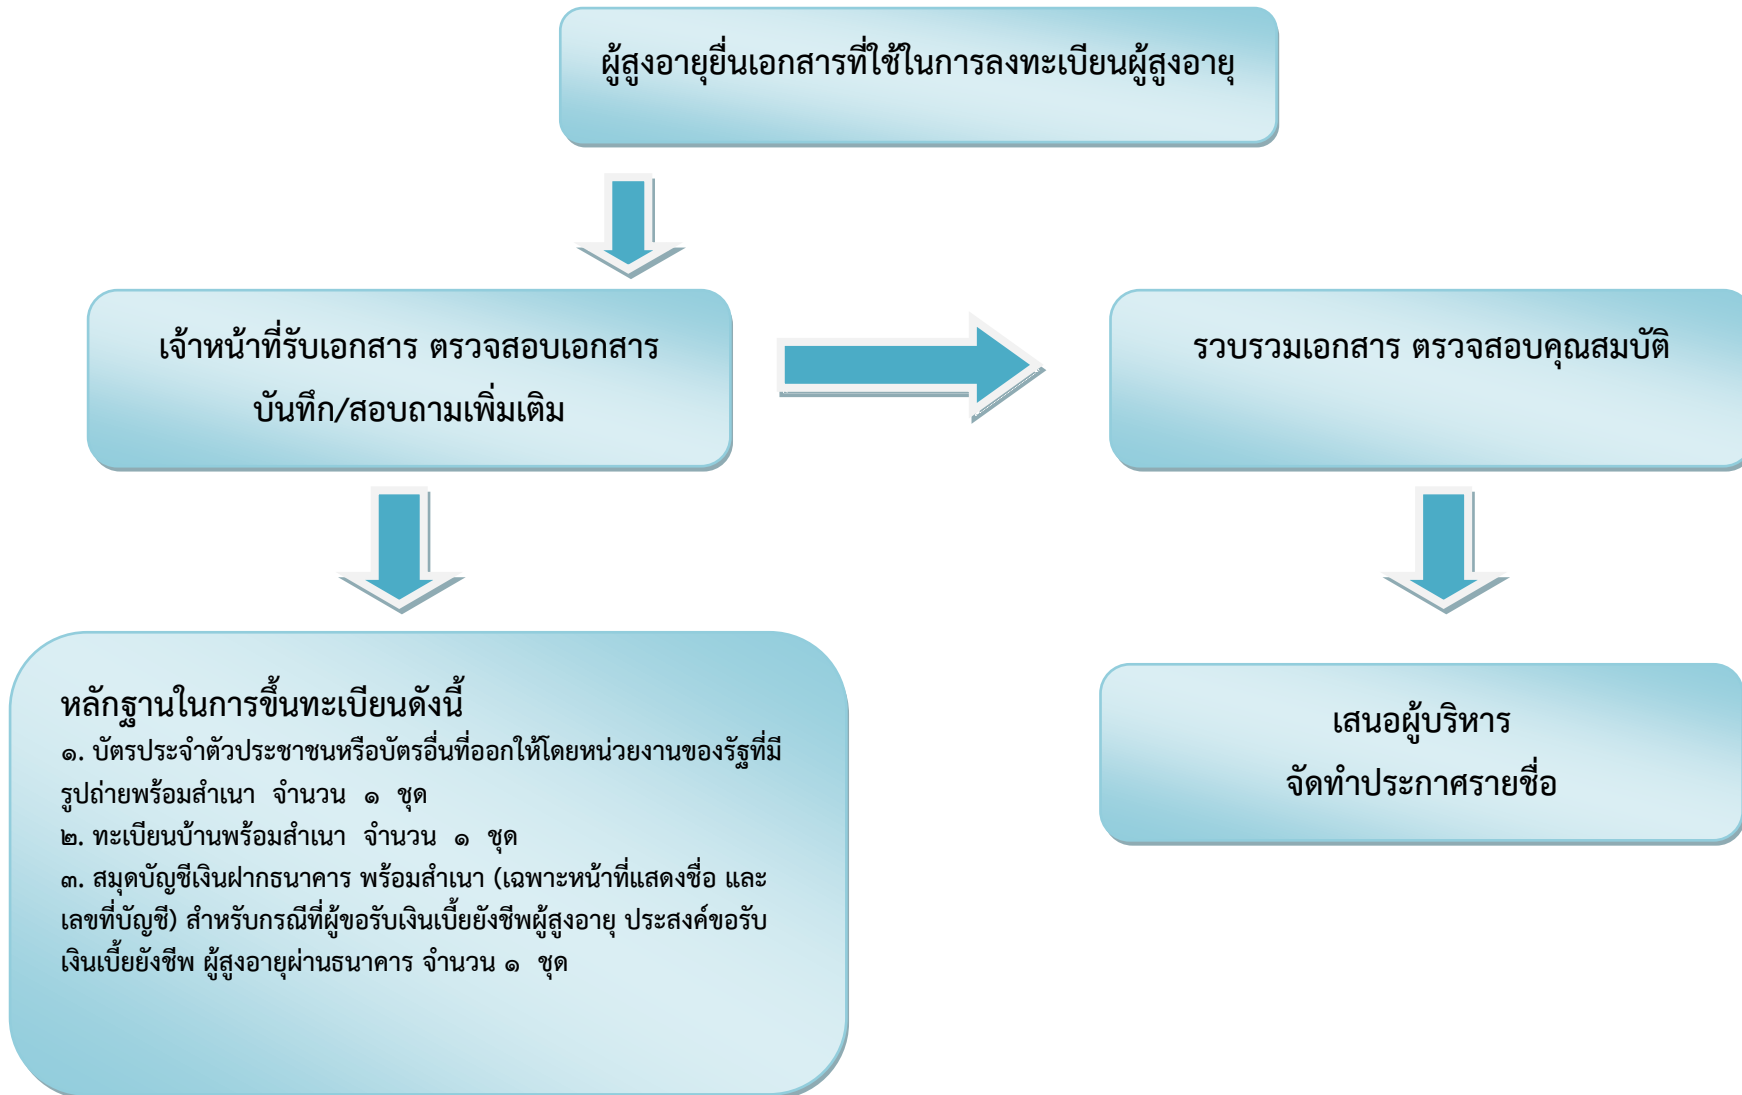 ผู้สูงอายุยื่นเอกสารที่ใช้ในการลงทะเบียนผู้สูงอายุ
เจ้าหน้าที่รับเอกสาร ตรวจสอบเอกสาร
บันทึก/สอบถามเพิ่มเติม
รวบรวมเอกสาร ตรวจสอบคุณสมบัติ
หลักฐานในการขึ้นทะเบียนดังนี้
๑. บัตรประจำตัวประชาชนหรือบัตรอื่นที่ออกให้โดยหน่วยงานของรัฐที่มี
รูปถ่ายพร้อมสำเนา จำนวน ๑ ชุด
๒. ทะเบียนบ้านพร้อมสำเนา จำนวน ๑ ชุด
๓. สมุดบัญชีเงินฝากธนาคาร พร้อมสำเนา (เฉพาะหน้าที่แสดงชื่อ และ
เลขที่บัญชี) สำหรับกรณีที่ผู้ขอรับเงินเบี้ยยังชีพผู้สูงอายุ ประสงค์ขอรับ
เงินเบี้ยยังชีพ ผู้สูงอายุผ่านธนาคาร จำนวน ๑ ชุด
เสนอผู้บริหาร
จัดทำประกาศรายชื่อ